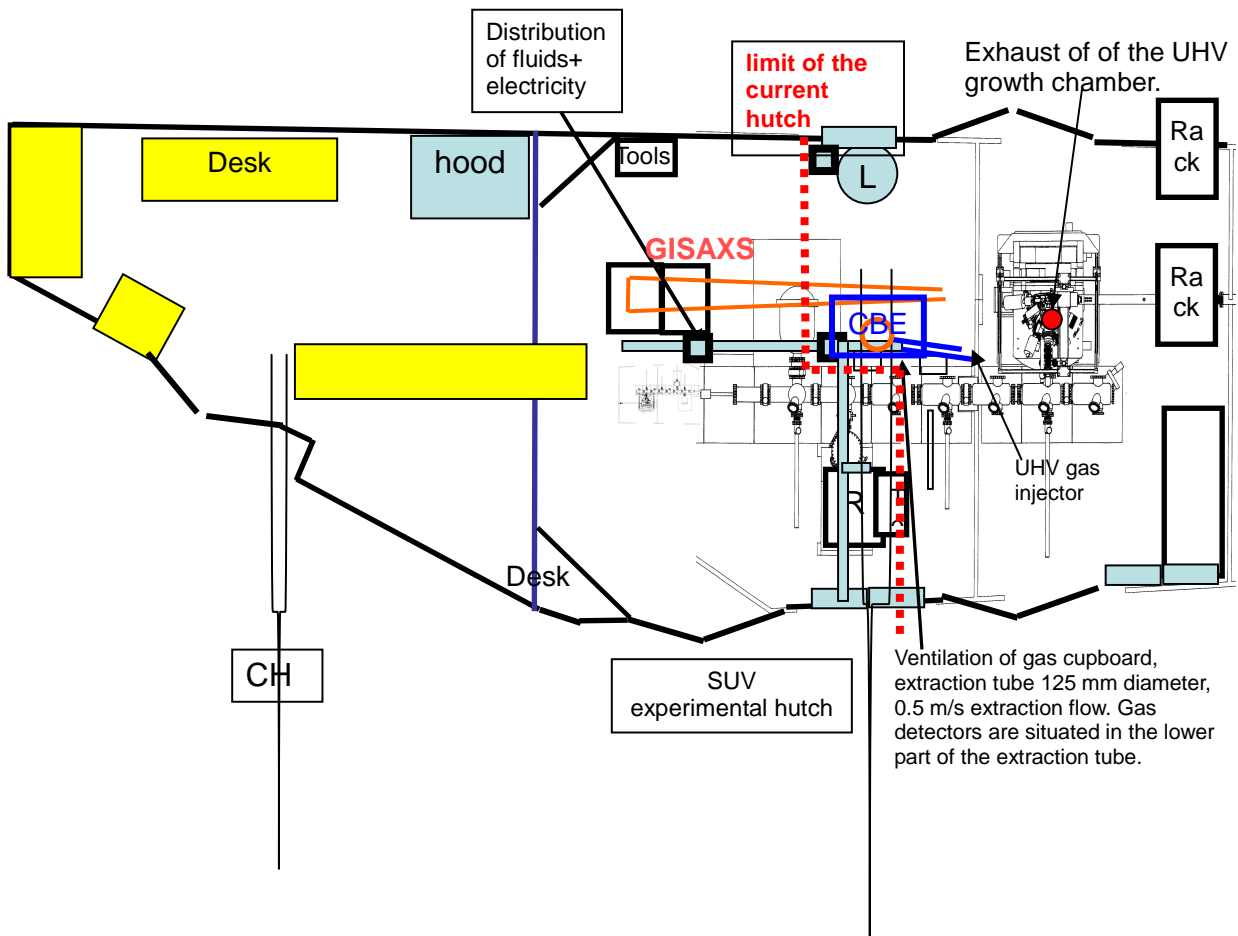 Distribution
of fluids+
electricity
limit of the
current
hutch
Exhaust of of the UHV
growth chamber.
Ra
ck
Desk
hood
Tools
L
GISAXS
Ra
ck
CBE
UHV gas
injector
R
Desk
CH
SUV
experimental hutch
Ventilation of gas cupboard,
extraction tube 125 mm diameter,
0.5 m/s extraction flow. Gas
detectors are situated in the lower
part of the extraction tube.